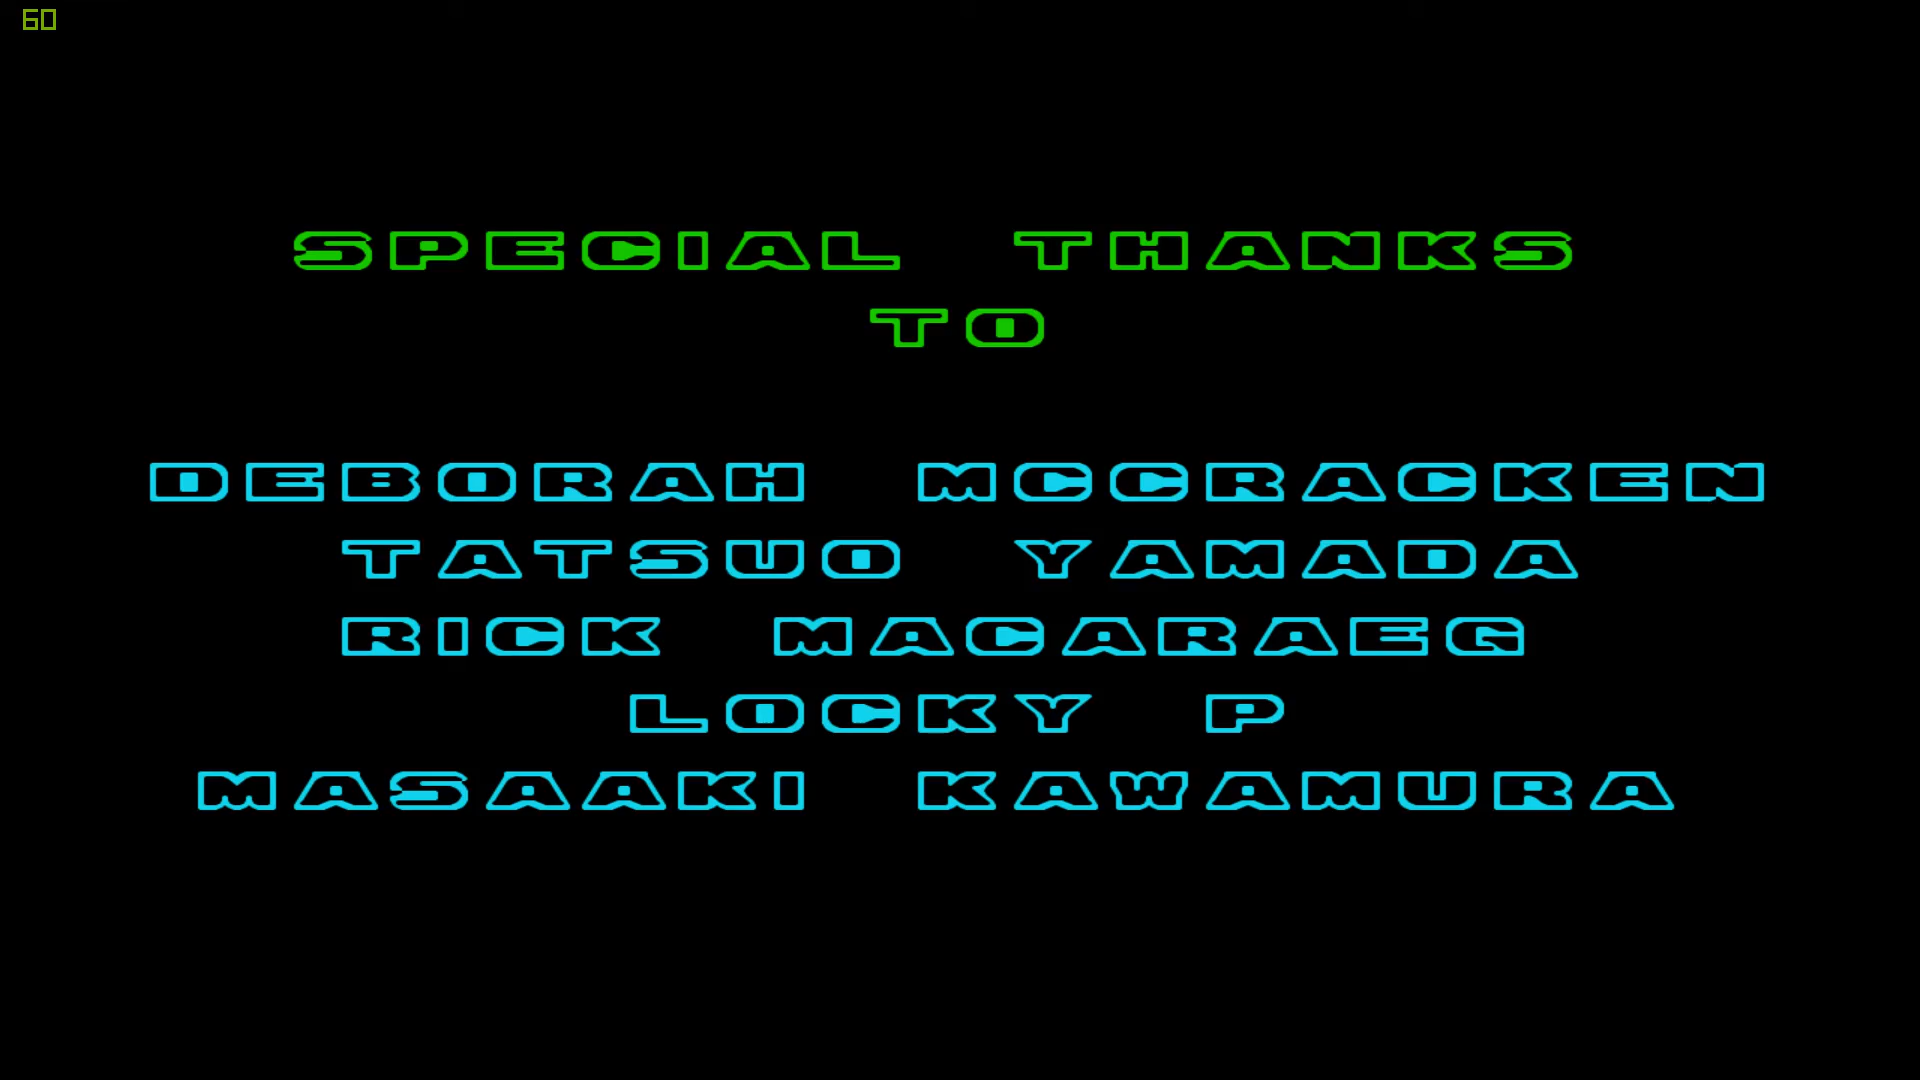 60
SPECIAL THANKS
TO
DEBORAH MCCRACKEN
TATSUO YAMADA
RICK MACARAEG
LOCKY P
MASAAKI KAWAMURA